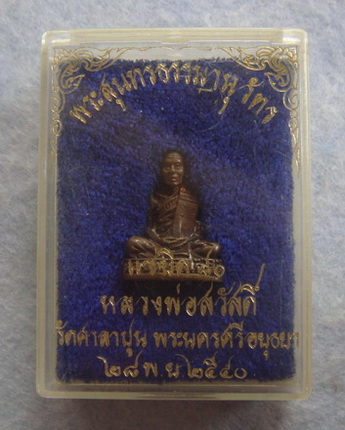 พระสุนทรธรรมานุวัตร
หลวงพ่อสวัสดิ์
วัดศาลาปูน พระนครศรีอยุธยา
๒๘ พ.ย. ๒๕๔๐